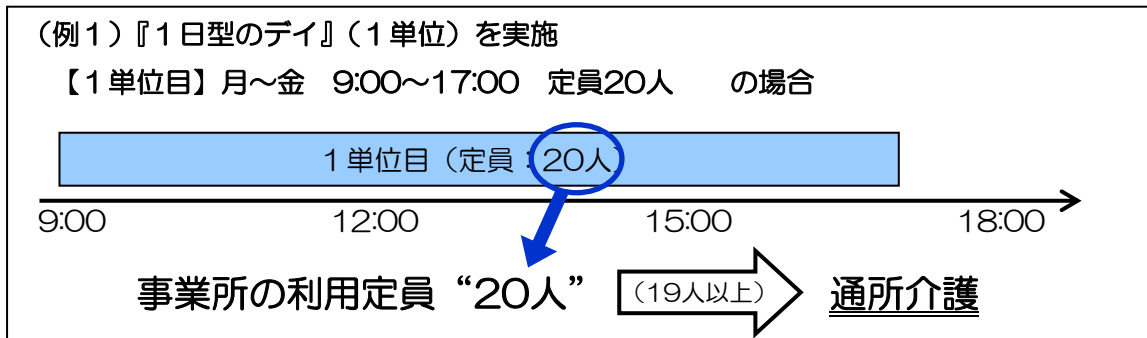 （例１）『１日型のデイ』（１単位）を実施
【１単位目】月～金　9:00～17:00　定員20人　　の場合
１単位目（定員：20人）
9:00　12:00　15:00　18:00
事業所の利用定員“20人”　（19人以上）　通所介護